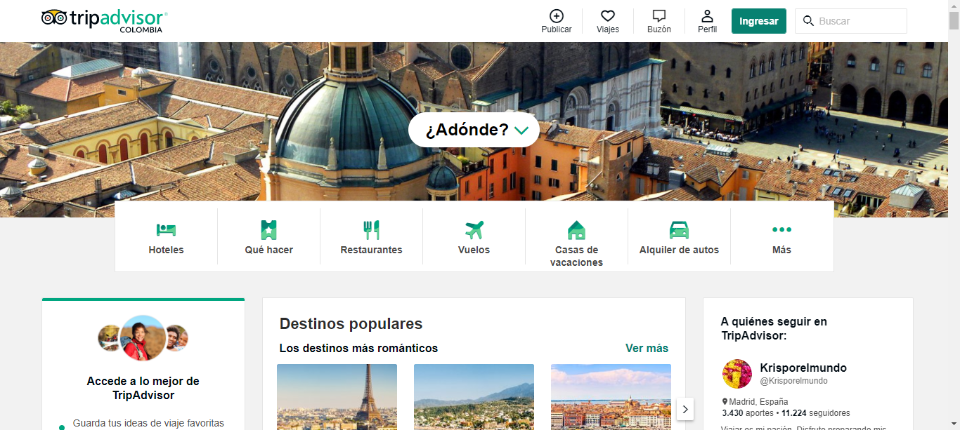 tripadvisor
COLOMBIA
Publicar
Viajes
Buzón
Perfil
Ingresar
Buscar
¿Adónde?
Hoteles
Qué hacer
Restaurantes
Vuelos
Casas de
vacaciones
Alquiler de autos
Más
Accede a lo mejor de
TripAdvisor
Guarda tus ideas de viaje favoritas
Destinos populares
Los destinos más románticos
Ver más
A quiénes seguir en
TripAdvisor:
Krisporelmundo
@Krisporelmundo
Madrid, España
3.430 aportes • 11.224 seguidores
Viajar es mi pasión. Disfruto preparando mis